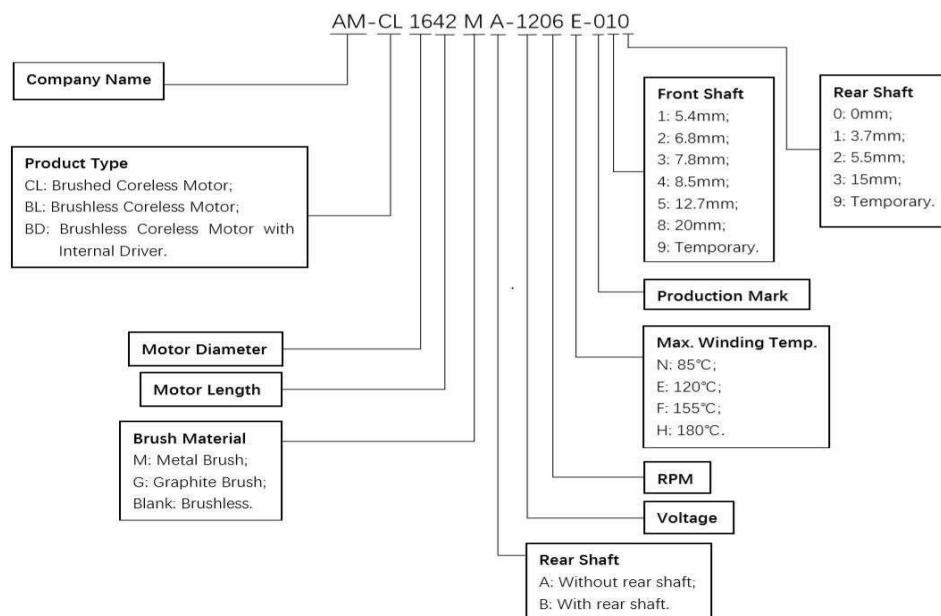 AM-CL1642MA-1206E-010
Company Name
Product Type
CL: Brushed Coreless Motor;
BL: Brushless Coreless Motor;
BD: Brushless Coreless Motor with
Internal Driver.
Motor Diameter
Motor Length
Brush Material
M: Metal Brush;
G: Graphite Brush;
Blank: Brushless.
Front Shaft
1: 5.4mm;
2: 6.8mm;
3: 7.8mm;
4: 8.5mm;
5: 12.7mm;
8: 20mm;
9: Temporary.
Rear Shaft
0: 0mm;
1: 3.7mm;
2: 5.5mm;
3: 15mm;
9: Temporary.
Production Mark
Max. Winding Temp.
N: 85℃;
E: 120℃;
F: 155℃;
H: 180℃.
RPM
Voltage
Rear Shaft
A: Without rear shaft;
B: With rear shaft.